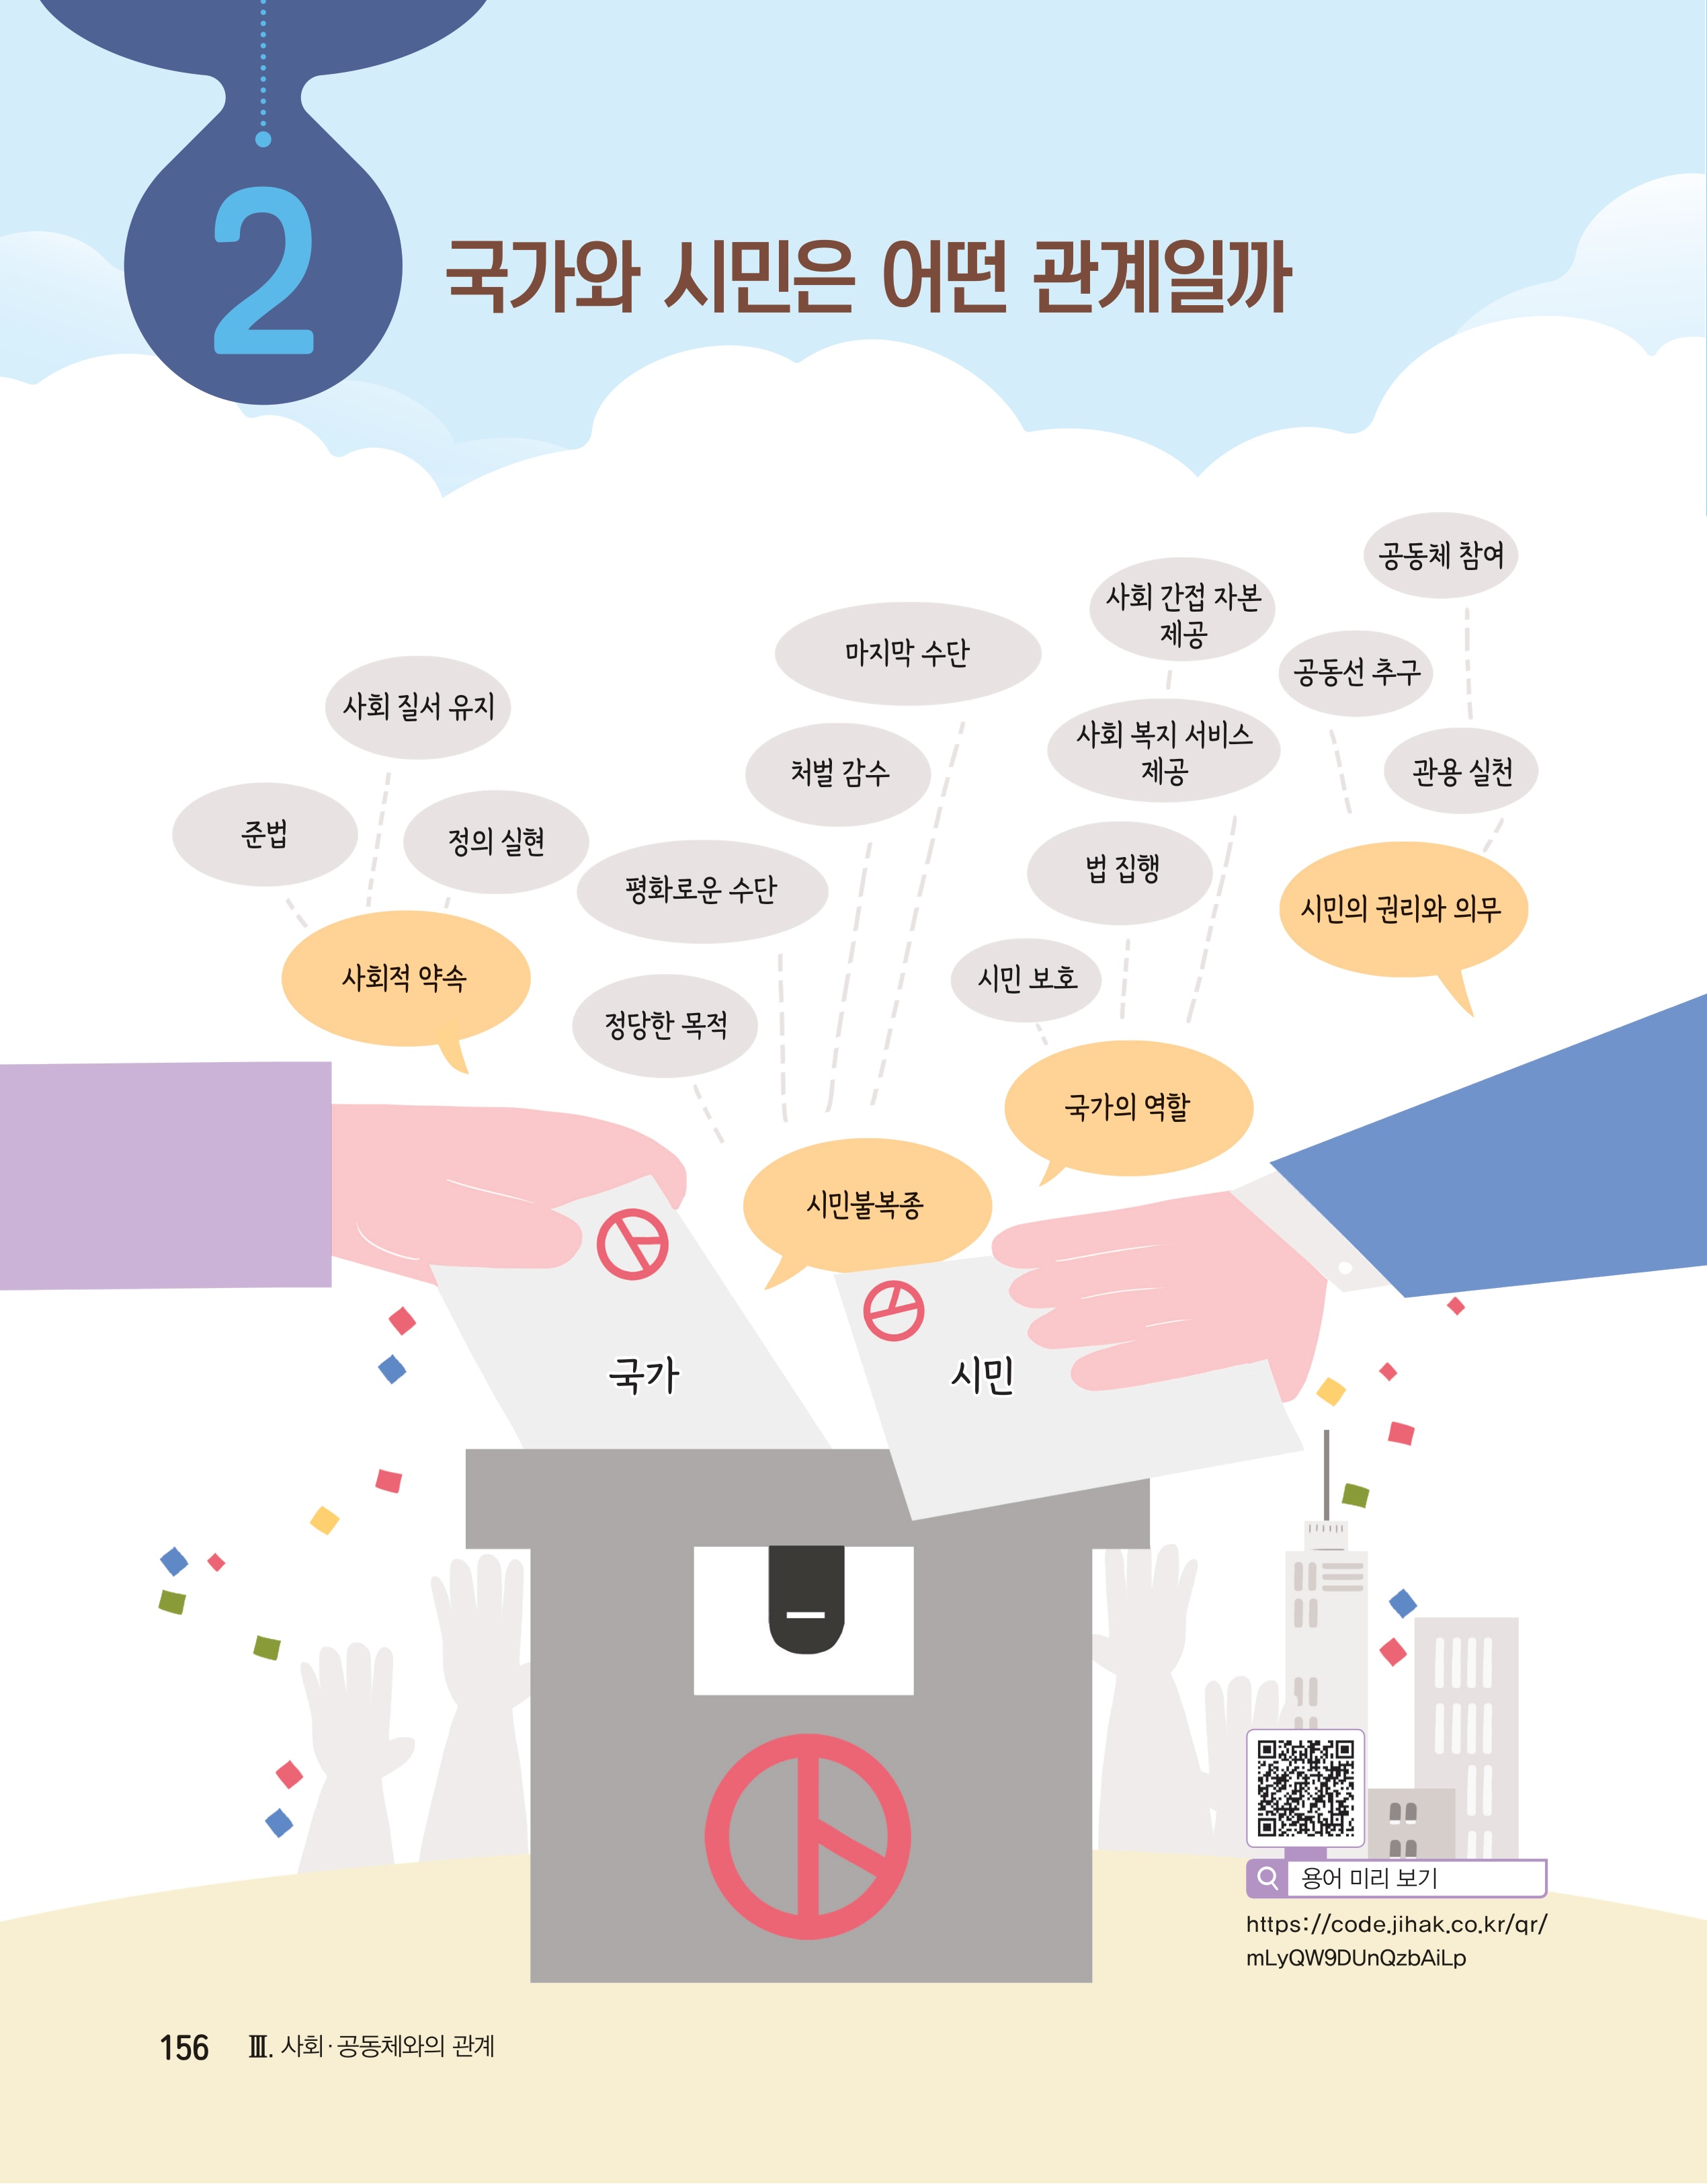 2
국가와 시민은 어떤 관계일까
공동체 참여
사회 간접 자본
제공
마지막 수단
공동선 추구
사회 질서 유지
사회 복지 서비스
제공
처벌 감수
관용 실천
준법
정의 실현
법 집행
평화로운 수단
시민의 권리와 의무
사회적 약속
시민 보호
정당한 목적
국가의 역할
시민불복종
국가
시민
용어 미리 보기
https://code.jihak.co.kr/qr/
mLyQW9DUnQzbAiLp
156 Ⅲ. 사회·공동체와의 관계